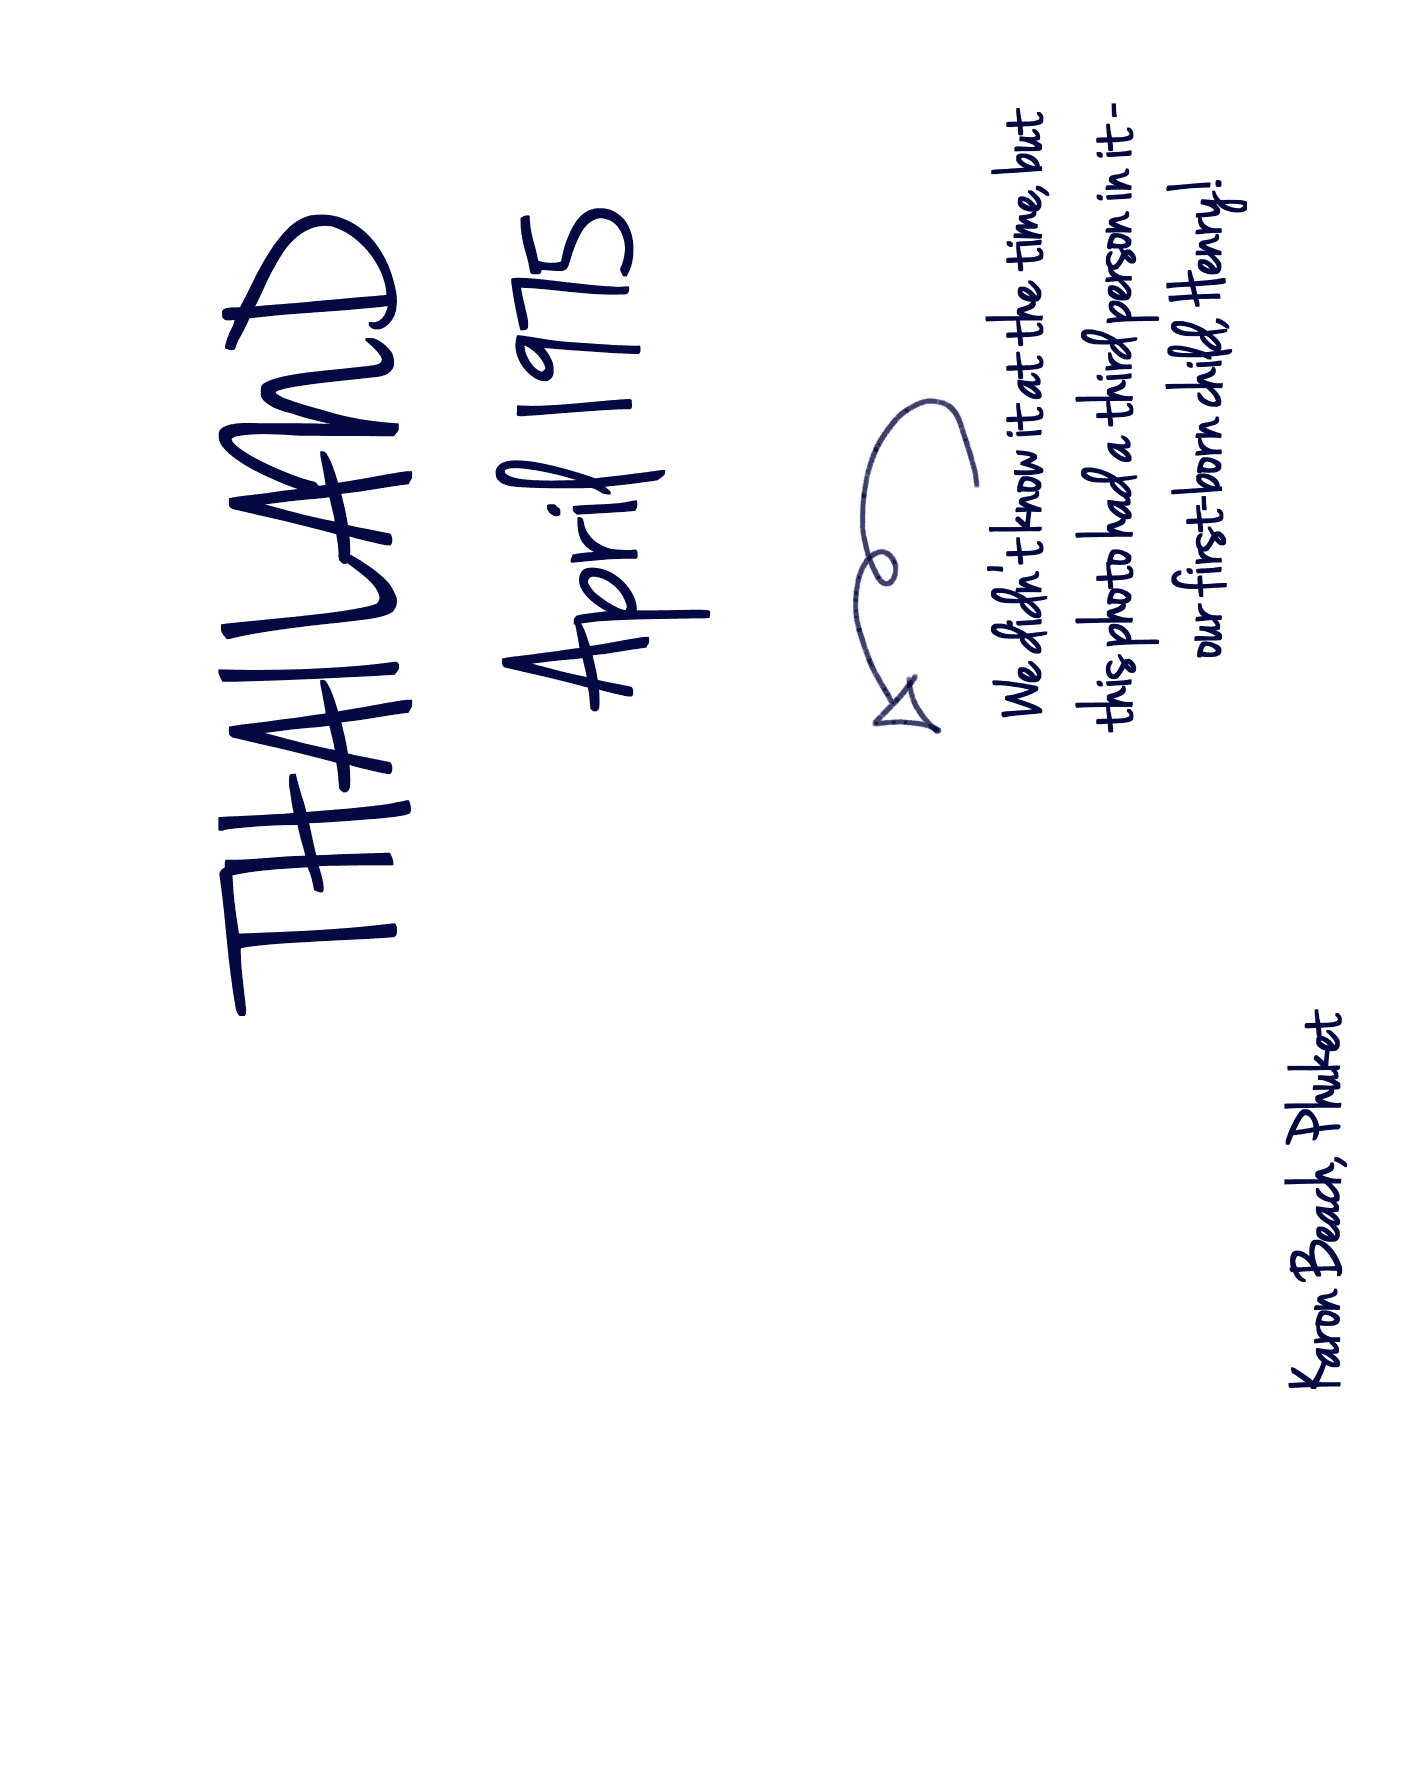 THAILAND
April 1975
We didn't know it at the time, but
this photo had a third person in it -
our first-born child, Henry!
Karon Beach, Phuket